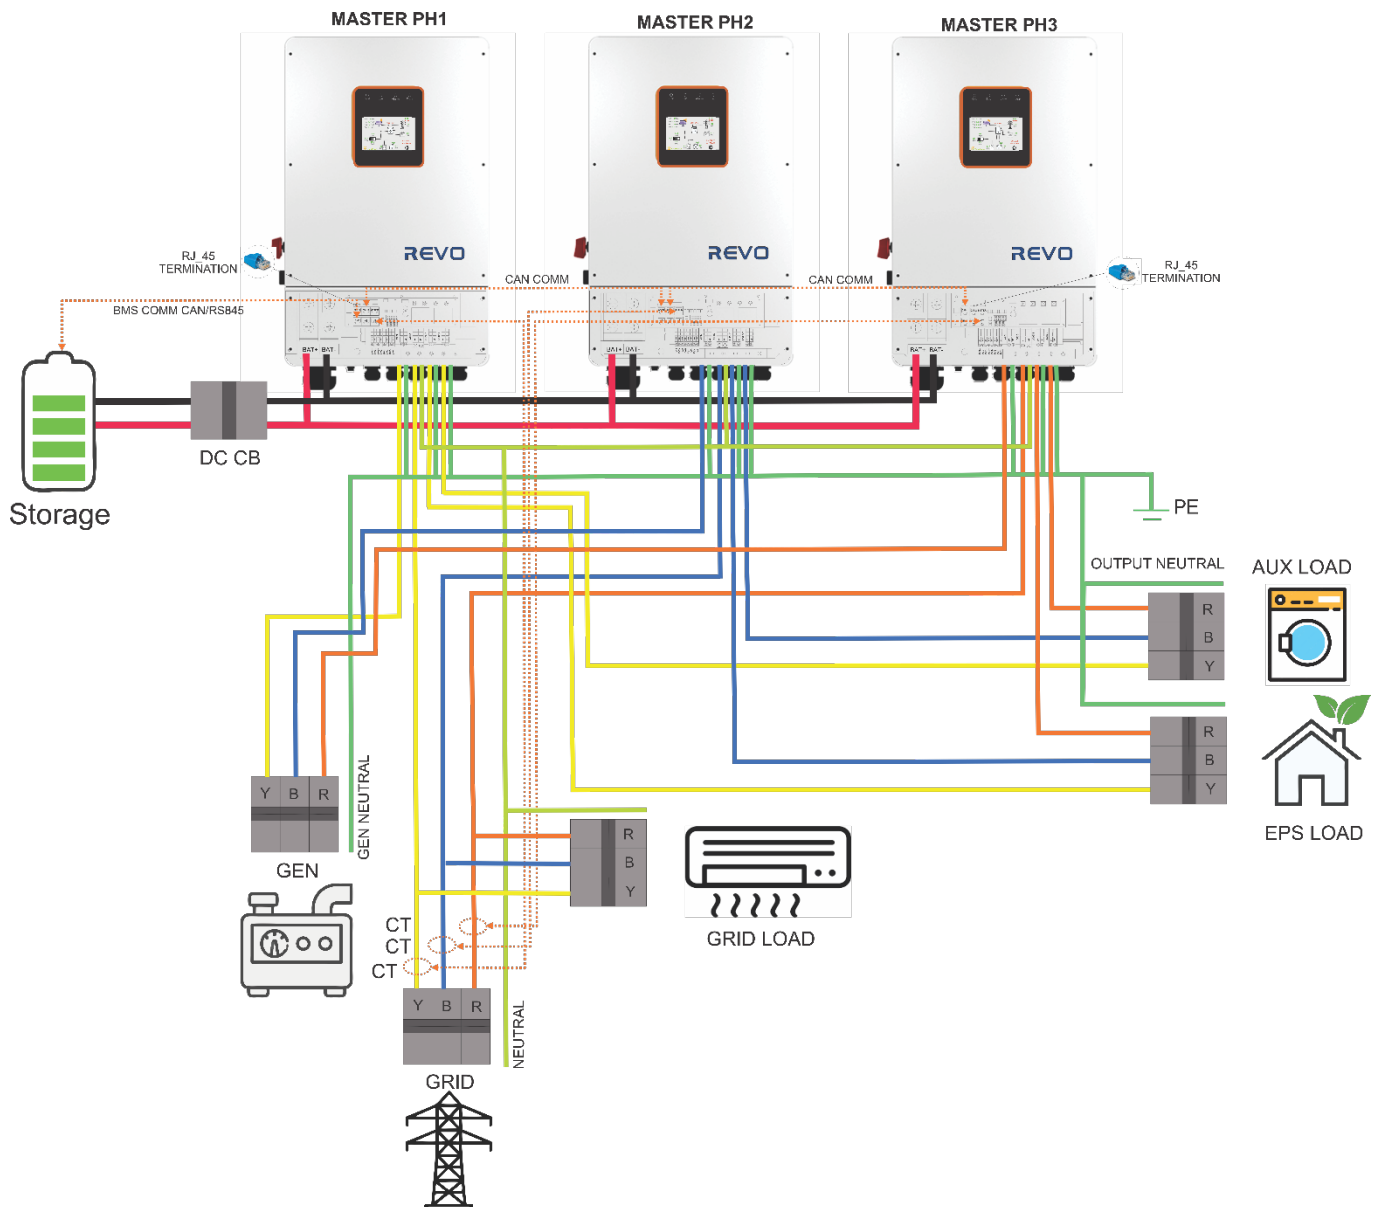 MASTER PH1
MASTER PH2
MASTER PH3
REVO
REVO
REVO
RJ_45
TERMINATION
RJ_45
TERMINATION
CAN COMM
CAN COMM
BMS COMM CAN/RS845
BAT+
BAT
BAT+
BAT-
BAT
BAT-
DC CB
Storage
PE
OUTPUT NEUTRAL
AUX LOAD
R
B
Y
R
B
Y
EPS LOAD
Y B R
GEN NEUTRAL
GEN
R
B
Y
GRID LOAD
CT
CT
CT
Y B R
NEUTRAL
GRID